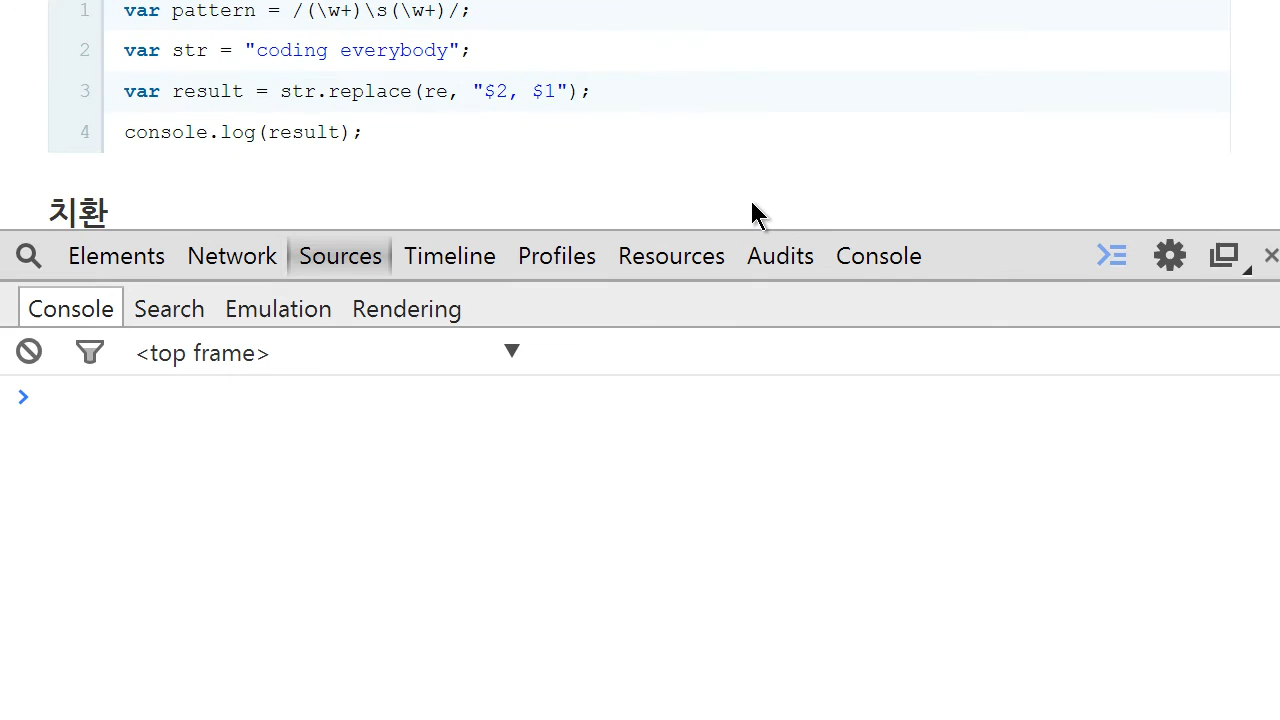 1 var pattern = /(\w+)\s(\w+)/;
2 var str = "coding everybody";
3 var result = str.replace(re, "$2, $1");
4 console.log(result);
치환
Elements Network Sources Timeline Profiles Resources Audits Console
Console Search Emulation Rendering
<top frame>